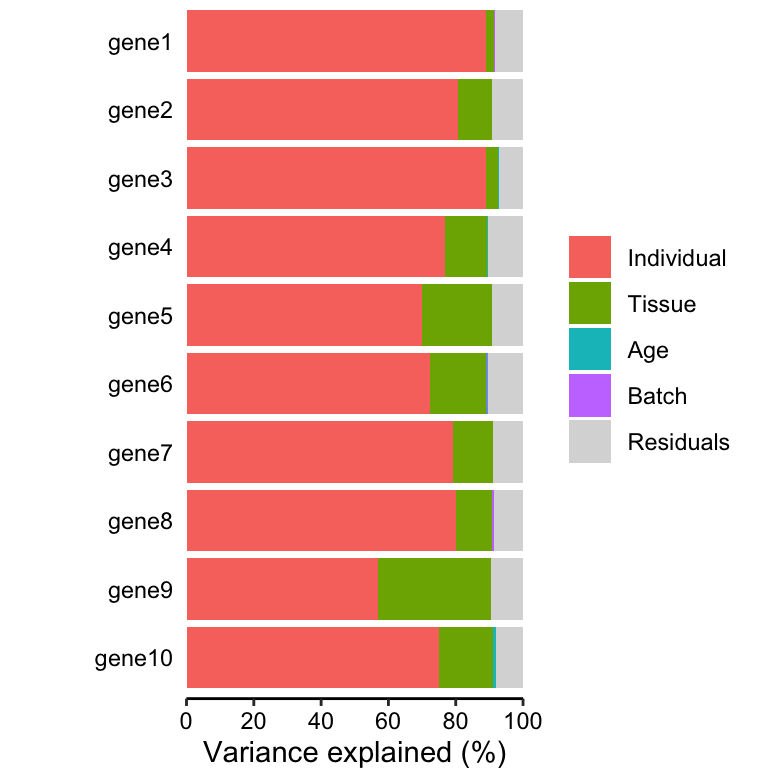 gene1
gene2
gene3
gene4
gene5
gene6
gene7
gene8
gene9
gene10
0 20 40 60 80 100
Variance explained (%)
Individual
Tissue
Age
Batch
Residuals